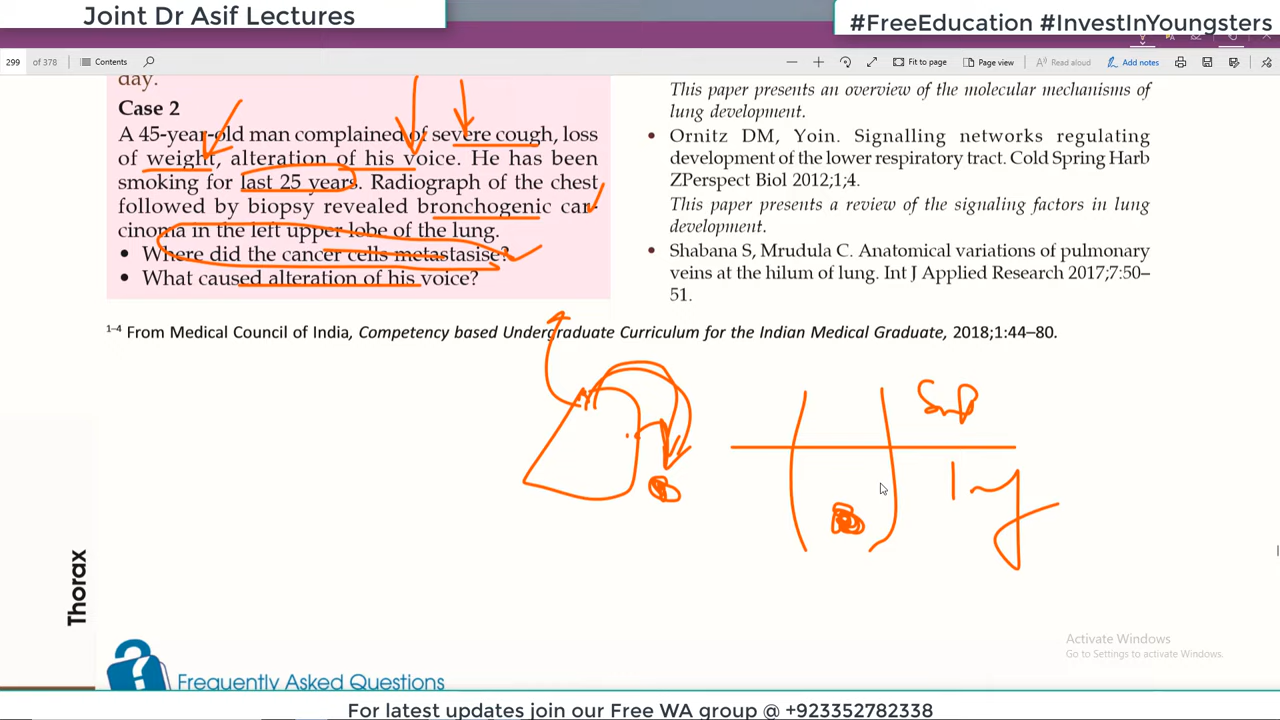 Joint Dr Asif Lectures
#FreeEducation #InvestInYoungsters
299 of 378 Contents Fit to page Page view Read aloud Add notes
day.
Case 2
A 45-year-old man complained of severe cough, loss
of weight, alteration of his voice. He has been
smoking for last 25 years. Radiograph of the chest
followed by biopsy revealed bronchogenic car-
cinoma in the left upper lobe of the lung.
• Where did the cancer cells metastasise?
• What caused alteration of his voice?
This paper presents an overview of the molecular mechanisms of
lung development.
• Ornitz DM, Yoin. Signalling networks regulating
development of the lower respiratory tract. Cold Spring Harb
ZPerspect Biol 2012;1;4.
This paper presents a review of the signaling factors in lung
development.
• Shabana S, Mrudula C. Anatomical variations of pulmonary
veins at the hilum of lung. Int J Applied Research 2017;7:50–
51.
1–4 From Medical Council of India, Competency based Undergraduate Curriculum for the Indian Medical Graduate, 2018;1:44–80.
Sup
Thorax
Activate Windows
Go to Settings to activate Windows.
Frequently Asked Questions
For latest updates join our Free WA group @ +923352782338